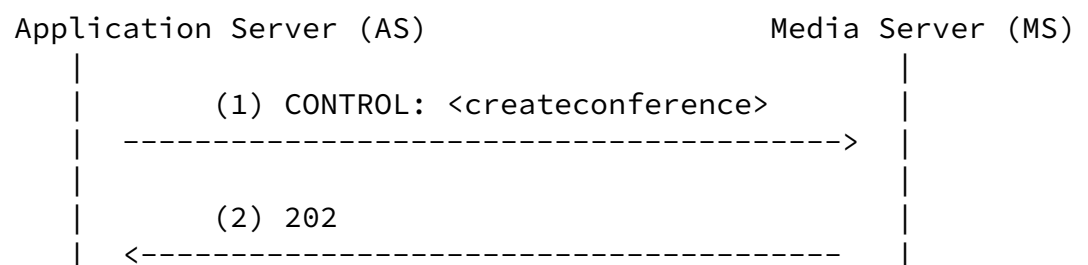 Application Server (AS) Media Server (MS)
(1) CONTROL: <createconference>
(2) 202